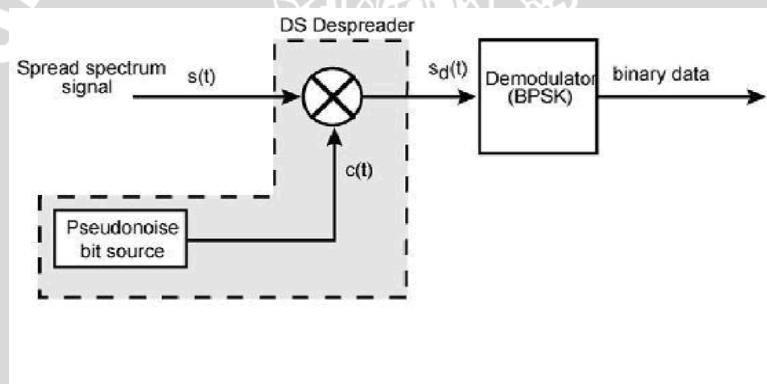 DS Despreader
Spread spectrum
signal
s(t)
sd(t)
Demodulator
(BPSK)
binary data
c(t)
Pseudonoise
bit source